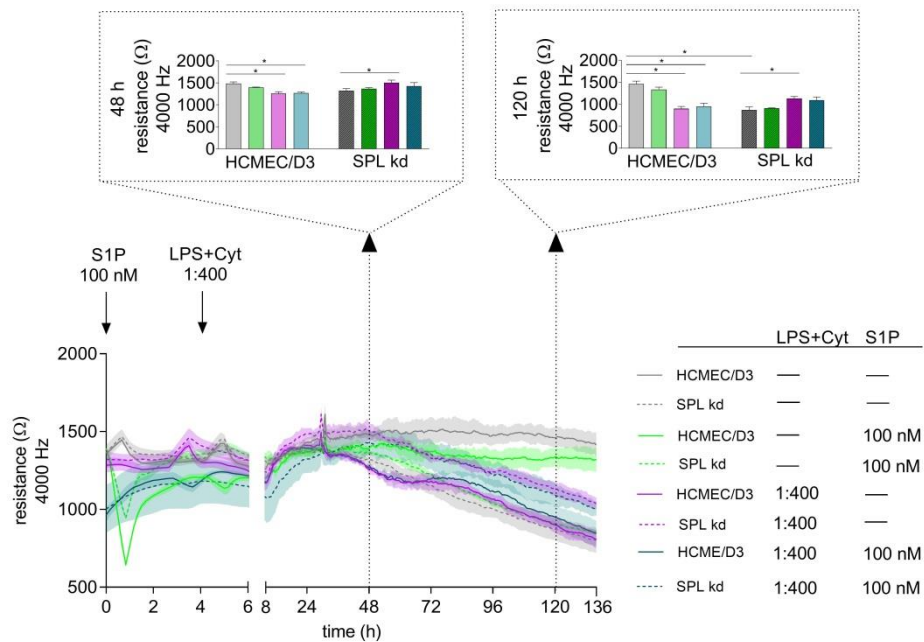 48 h
resistance (Ω)
4000 Hz
2000
1500
1000
500
0
*
*
*
HCMEC/D3
SPL kd
120 h
resistance (Ω)
4000 Hz
2000
1500
1000
500
0
*
*
*
*
HCMEC/D3
SPL kd
S1P
100 nM
LPS+Cyt
1:400
resistance (Ω)
4000 Hz
2000
1500
1000
500
0 2 4 6 8 24 48 72 96 120 136
time (h)
LPS+Cyt S1P
HCMEC/D3 — —
SPL kd — —
HCMEC/D3 — 100 nM
SPL kd — 100 nM
HCMEC/D3 1:400 —
SPL kd 1:400 —
HCME/D3 1:400 100 nM
SPL kd 1:400 100 nM